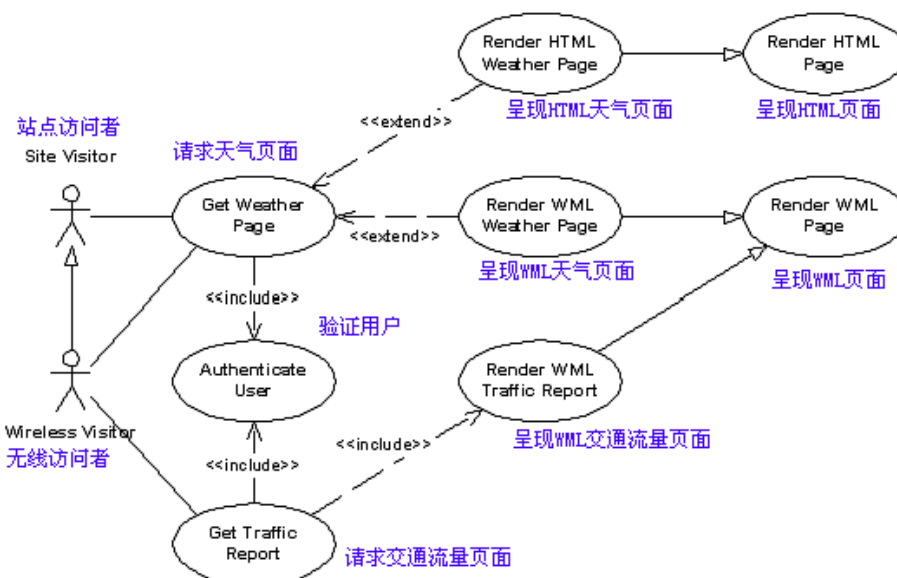 Render HTML
Weather Page
Render HTML
Page
呈现HTML天气页面
呈现HTML页面
<<extend>>
站点访问者
Site Visitor
请求天气页面
Get Weather
Page
<<extend>>
Render WML
Weather Page
Render WML
Page
呈现WML天气页面
呈现WML页面
<<include>>
验证用户
Authenticate
User
Render WML
Traffic Report
Wireless Visitor
无线访问者
<<include>>
<<include>>
呈现WML交通流量页面
Get Traffic
Report
请求交通流量页面